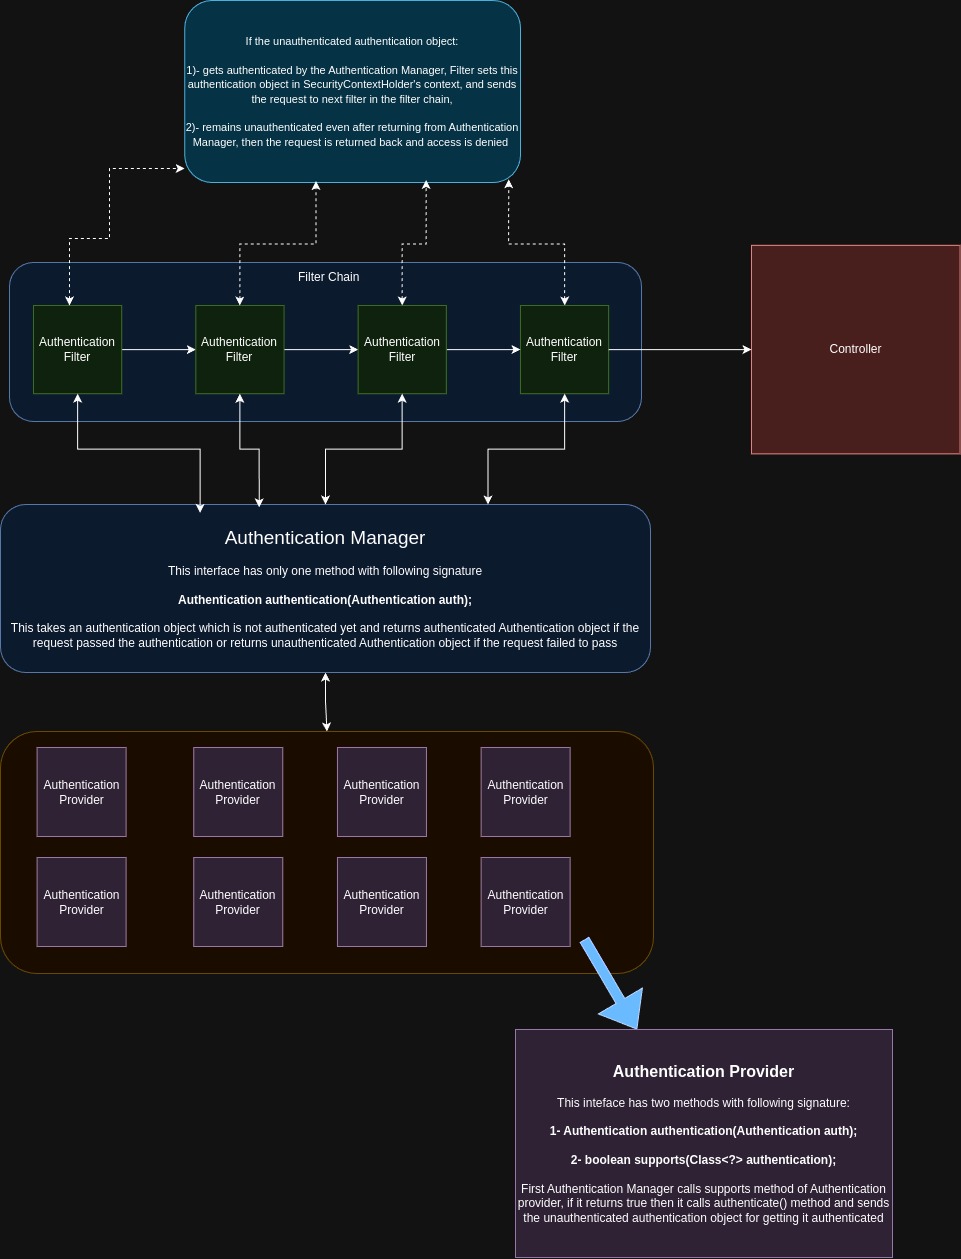 If the unauthenticated authentication object:
1)- gets authenticated by the Authentication Manager, Filter sets this
authentication object in SecurityContextHolder's context, and sends
the request to next filter in the filter chain,
2)- remains unauthenticated even after returning from Authentication
Manager, then the request is returned back and access is denied
Filter Chain
Authentication
Filter
Authentication
Filter
Authentication
Filter
Authentication
Filter
Controller
Authentication Manager
This interface has only one method with following signature
Authentication authentication(Authentication auth);
This takes an authentication object which is not authenticated yet and returns authenticated Authentication object if the
request passed the authentication or returns unauthenticated Authentication object if the request failed to pass
Authentication
Provider
Authentication
Provider
Authentication
Provider
Authentication
Provider
Authentication
Provider
Authentication
Provider
Authentication
Provider
Authentication
Provider
Authentication Provider
This inteface has two methods with following signature:
1- Authentication authentication(Authentication auth);
2- boolean supports(Class<?> authentication);
First Authentication Manager calls supports method of Authentication
provider, if it returns true then it calls authenticate() method and sends
the unauthenticated authentication object for getting it authenticated